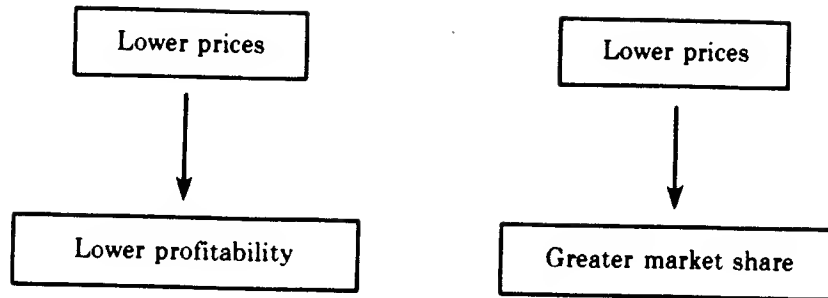 Lower prices
Lower prices
Lower profitability
Greater market share